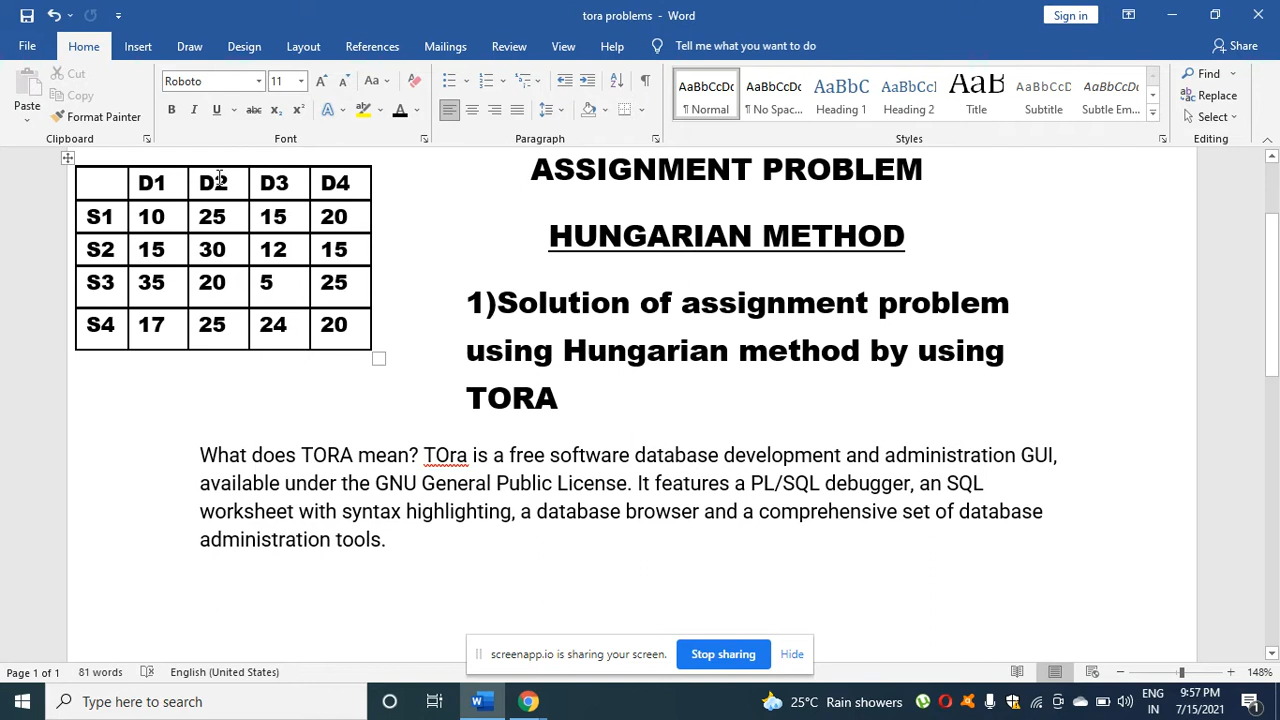 tora problems - Word
Sign in
File Home Insert Draw Design Layout References Mailings Review View Help Tell me what you want to do Share
Paste
Cut
Copy
Format Painter
Clipboard
Roboto 11
Font
Paragraph
AaBbCcDd AaBbCcDd AaBbC AaBbCcI AaB AaBbCcD AaBbCcDd
¶ Normal ¶ No Spac... Heading 1 Heading 2 Title Subtitle Subtle Em...
Styles
Find
Replace
Select
Editing
D1 D2 D3 D4
S1 10 25 15 20
S2 15 30 12 15
S3 35 20 5 25
S4 17 25 24 20
ASSIGNMENT PROBLEM
HUNGARIAN METHOD
1)Solution of assignment problem
using Hungarian method by using
TORA
What does TORA mean? TOra is a free software database development and administration GUI,
available under the GNU General Public License. It features a PL/SQL debugger, an SQL
worksheet with syntax highlighting, a database browser and a comprehensive set of database
administration tools.
screenapp.io is sharing your screen. Stop sharing Hide
Page 1 of 1 81 words English (United States) 148%
Type here to search
25°C Rain showers
ENG
IN
9:57 PM
7/15/2021